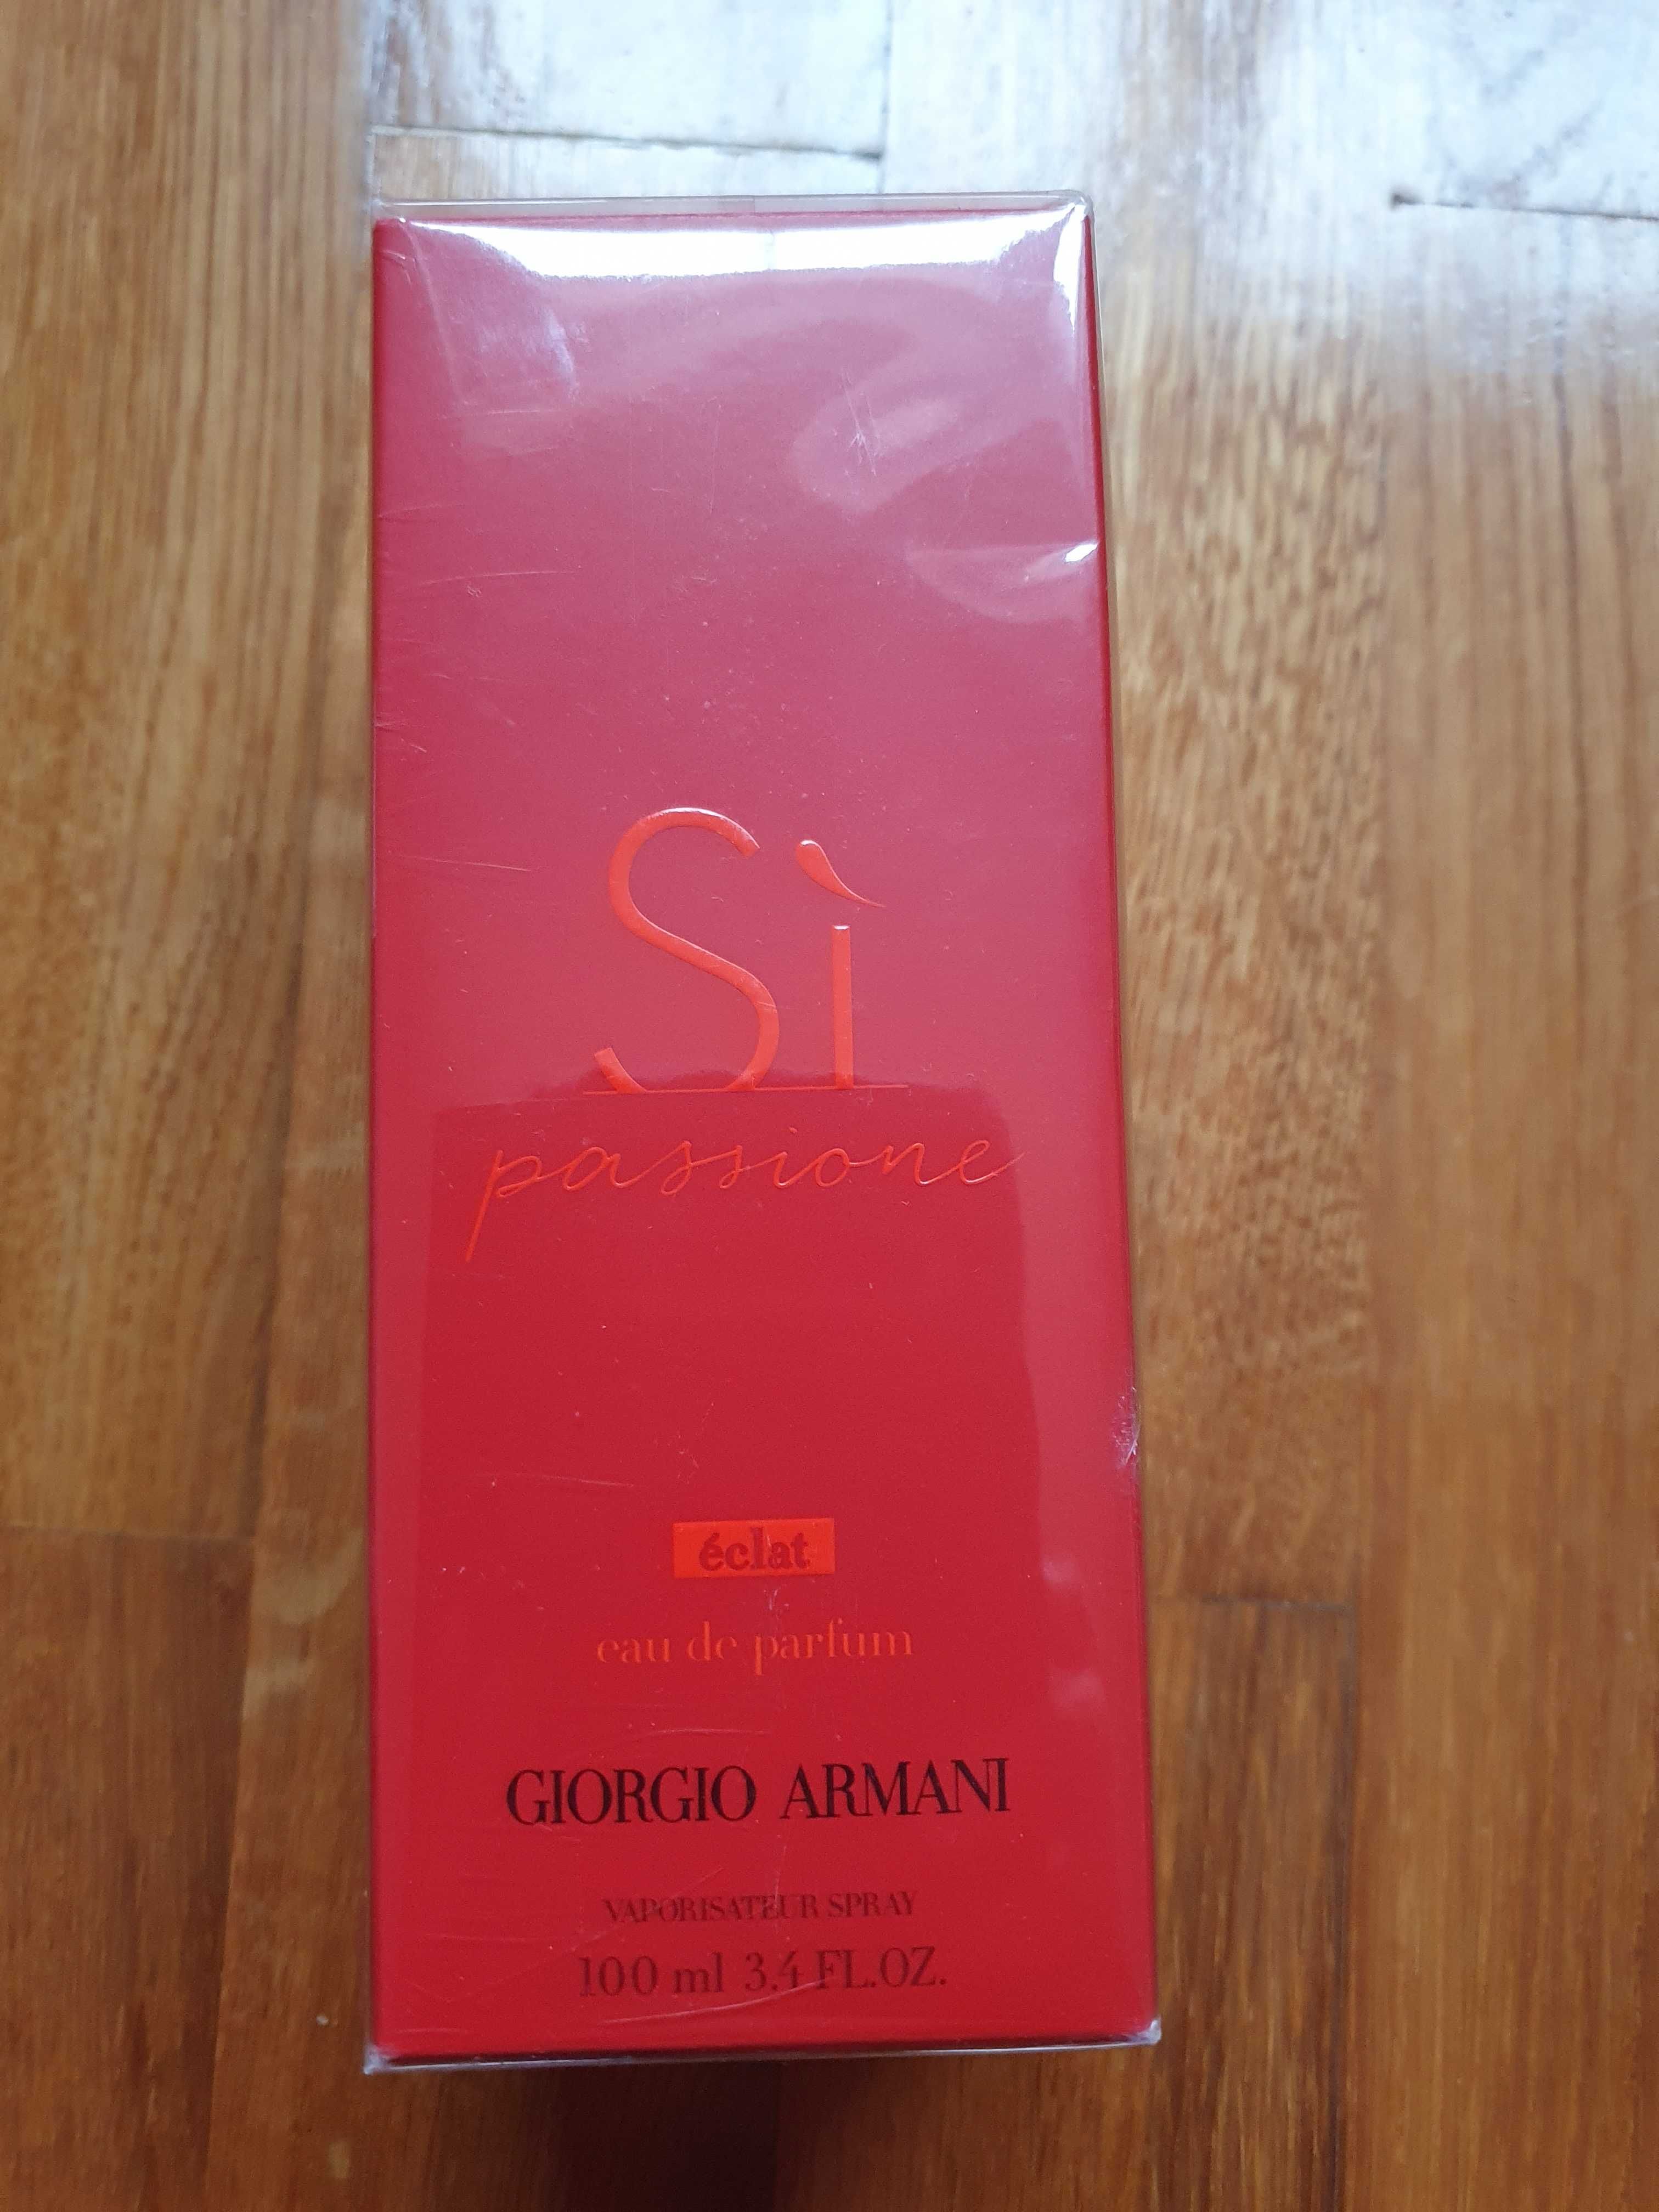 Sì
passione
éclat
eau de parfum
GIORGIO ARMANI
VAPORISATEUR SPRAY
100 ml 3.4 FL.OZ.